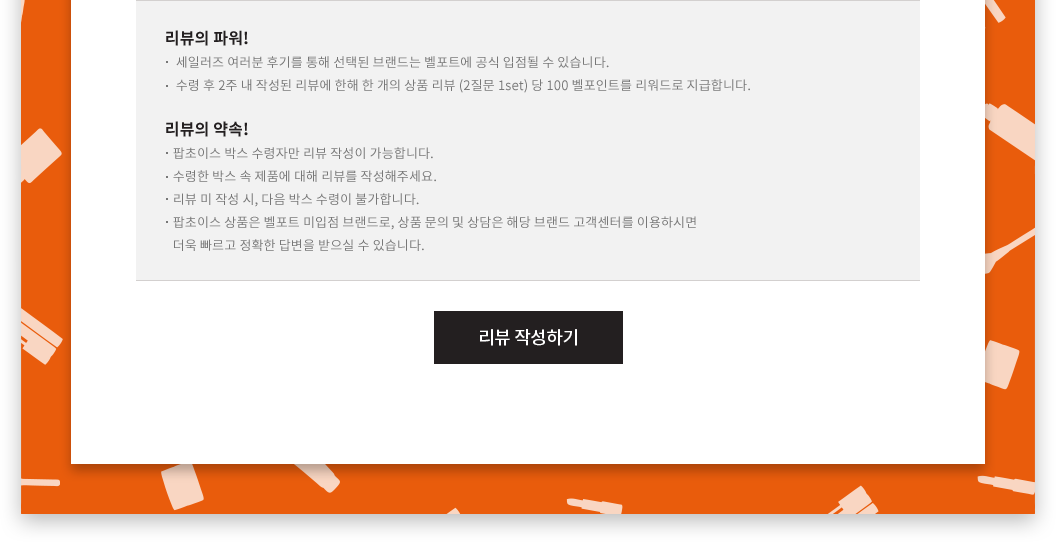 리뷰의 파워!
· 세일러즈 여러분 후기를 통해 선택된 브랜드는 벨포트에 공식 입점될 수 있습니다.
· 수령 후 2주 내 작성된 리뷰에 한해 한 개의 상품 리뷰 (2질문 1set) 당 100 벨포인트를 리워드로 지급합니다.
리뷰의 약속!
· 팝초이스 박스 수령자만 리뷰 작성이 가능합니다.
· 수령한 박스 속 제품에 대해 리뷰를 작성해주세요.
· 리뷰 미 작성 시, 다음 박스 수령이 불가합니다.
· 팝초이스 상품은 벨포트 미입점 브랜드로, 상품 문의 및 상담은 해당 브랜드 고객센터를 이용하시면
더욱 빠르고 정확한 답변을 받으실 수 있습니다.
리뷰 작성하기